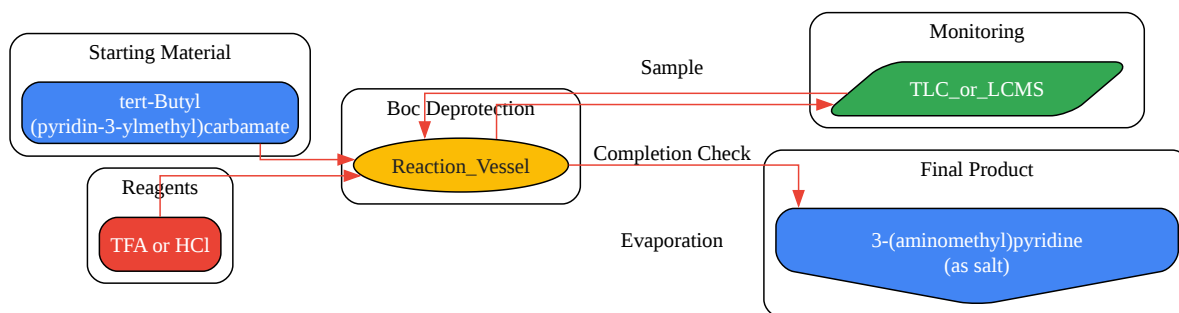 Starting Material
tert-Butyl
(pyridin-3-ylmethyl)carbamate
Reagents
TFA or HCl
Boc Deprotection
Reaction_Vessel
Sample
Completion Check
Evaporation
Monitoring
TLC_or_LCMS
Final Product
3-(aminomethyl)pyridine
(as salt)